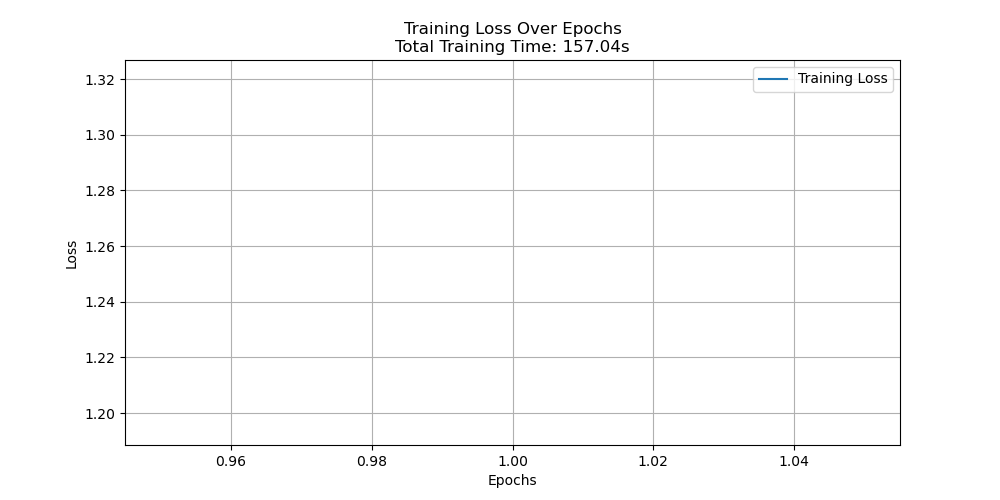 Training Loss Over Epochs
Total Training Time: 157.04s
Training Loss
1.32
1.30
1.28
1.26
1.24
1.22
1.20
Loss
0.96 0.98 1.00 1.02 1.04
Epochs